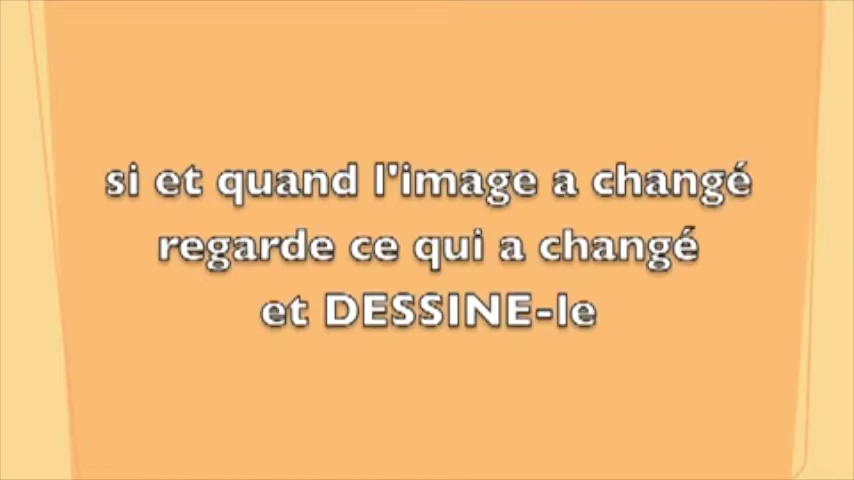 si et quand l'image a changé
regarde ce qui a changé
et DESSINE-le